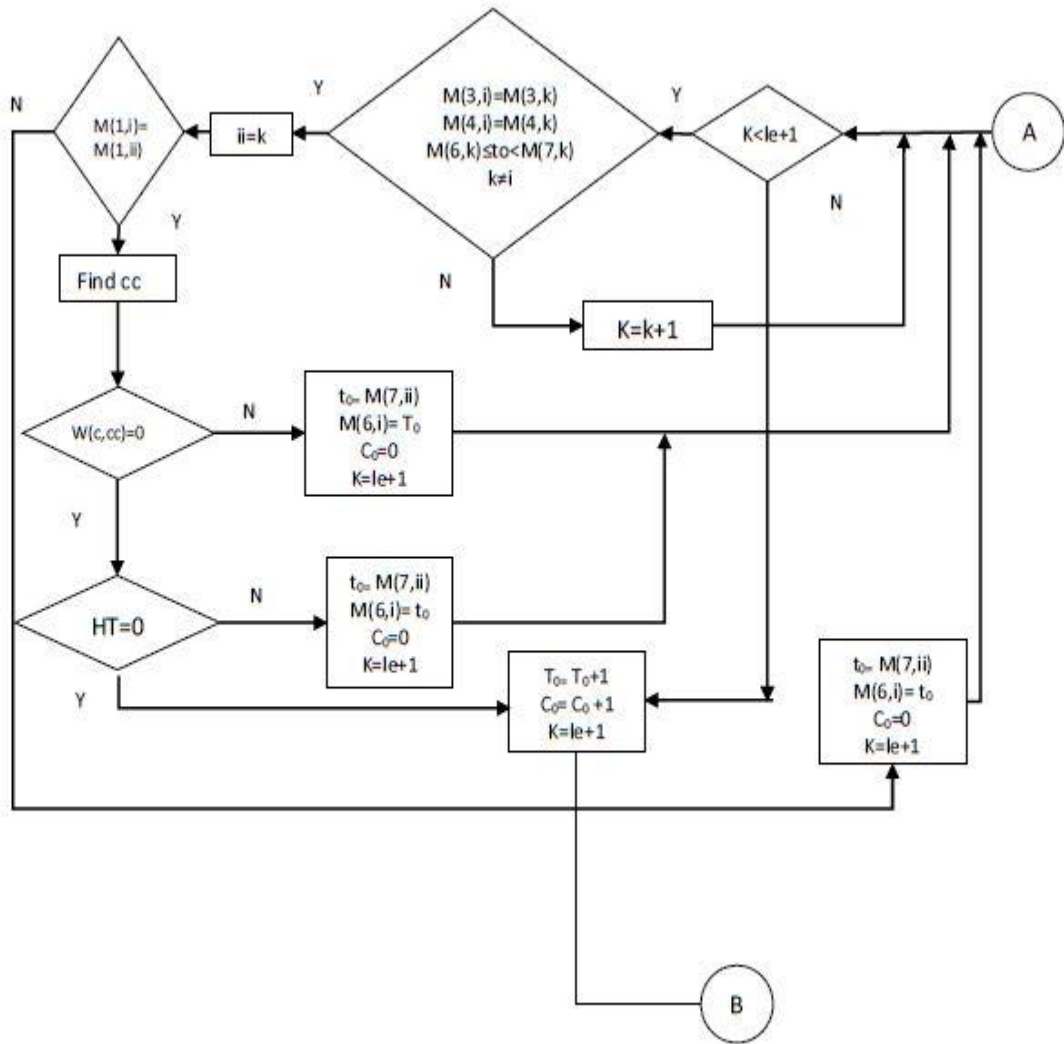 N
M(1,i)=
M(1,ii)
Y
ii=k
Y
M(3,i)=M(3,k)
M(4,i)=M(4,k)
M(6,k)sto<M(7,k)
k≠i
Y
K<le+1
A
N
N
K=k+1
Find cc
W(c,cc)=0
N
t₀= M(7,ii)
M(6,i)= T₀
C₀=0
K=le+1
Y
HT=0
N
t₀= M(7,ii)
M(6,i)= t₀
C₀=0
K=le+1
Y
T₀= T₀+1
C₀= C₀ +1
K=le+1
t₀= M(7,ii)
M(6,i)= t₀
C₀=0
K=le+1
B